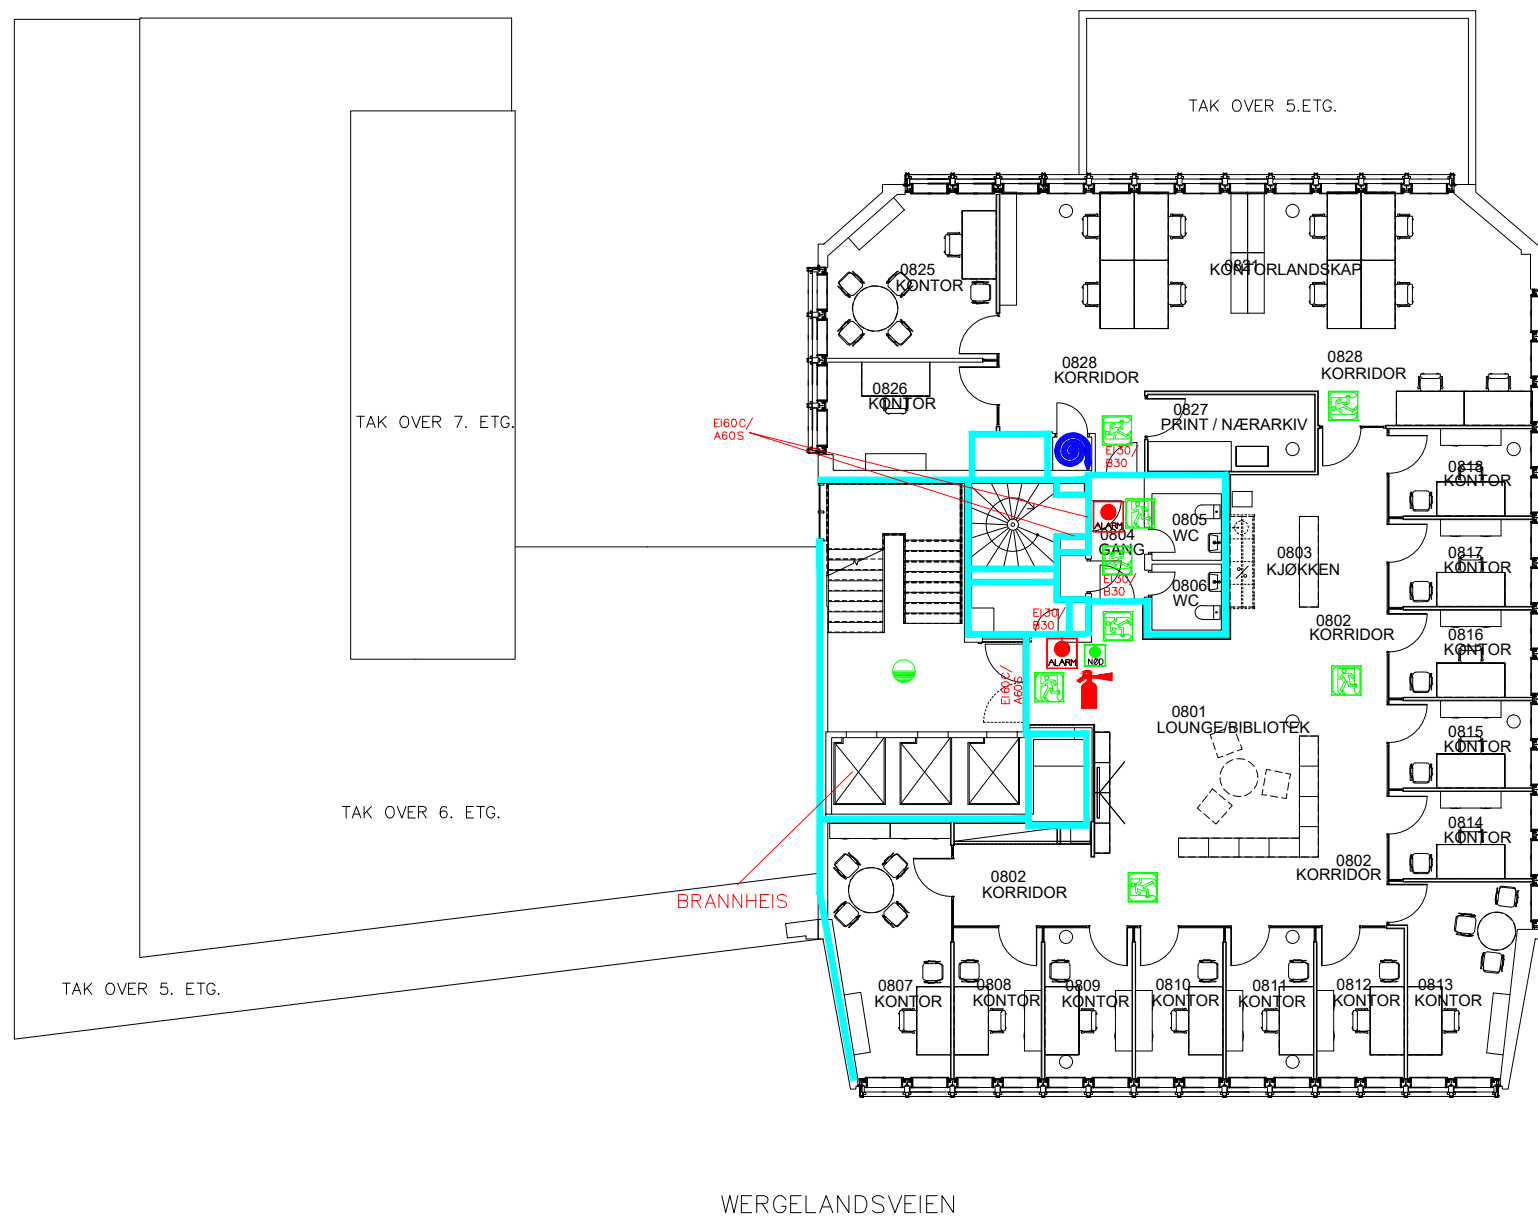 TAK OVER 5.ETG.
0825
KONTOR
0821
KONTORLANDSKAP
0828
KORRIDOR
0828
KORRIDOR
0826
KONTOR
0827
PRINT / NÆRARKIV
TAK OVER 7. ETG.
EI60C/
A60S
EI30/
B30
0818
KONTOR
ALARM
0805
WC
0804
GANG
0803
KJØKKEN
0817
KONTOR
EI30/
B30
0806
WC
EI30/
B30
0802
KORRIDOR
0816
KONTOR
ALARM
NØD
EI60C/
A60S
0801
LOUNGE/BIBLIOTEK
0815
KONTOR
TAK OVER 6. ETG.
0814
KONTOR
0802
KORRIDOR
0802
KORRIDOR
BRANNHEIS
TAK OVER 5. ETG.
0807
KONTOR
0808
KONTOR
0809
KONTOR
0810
KONTOR
0811
KONTOR
0812
KONTOR
0813
KONTOR
WERGELANDSVEIEN